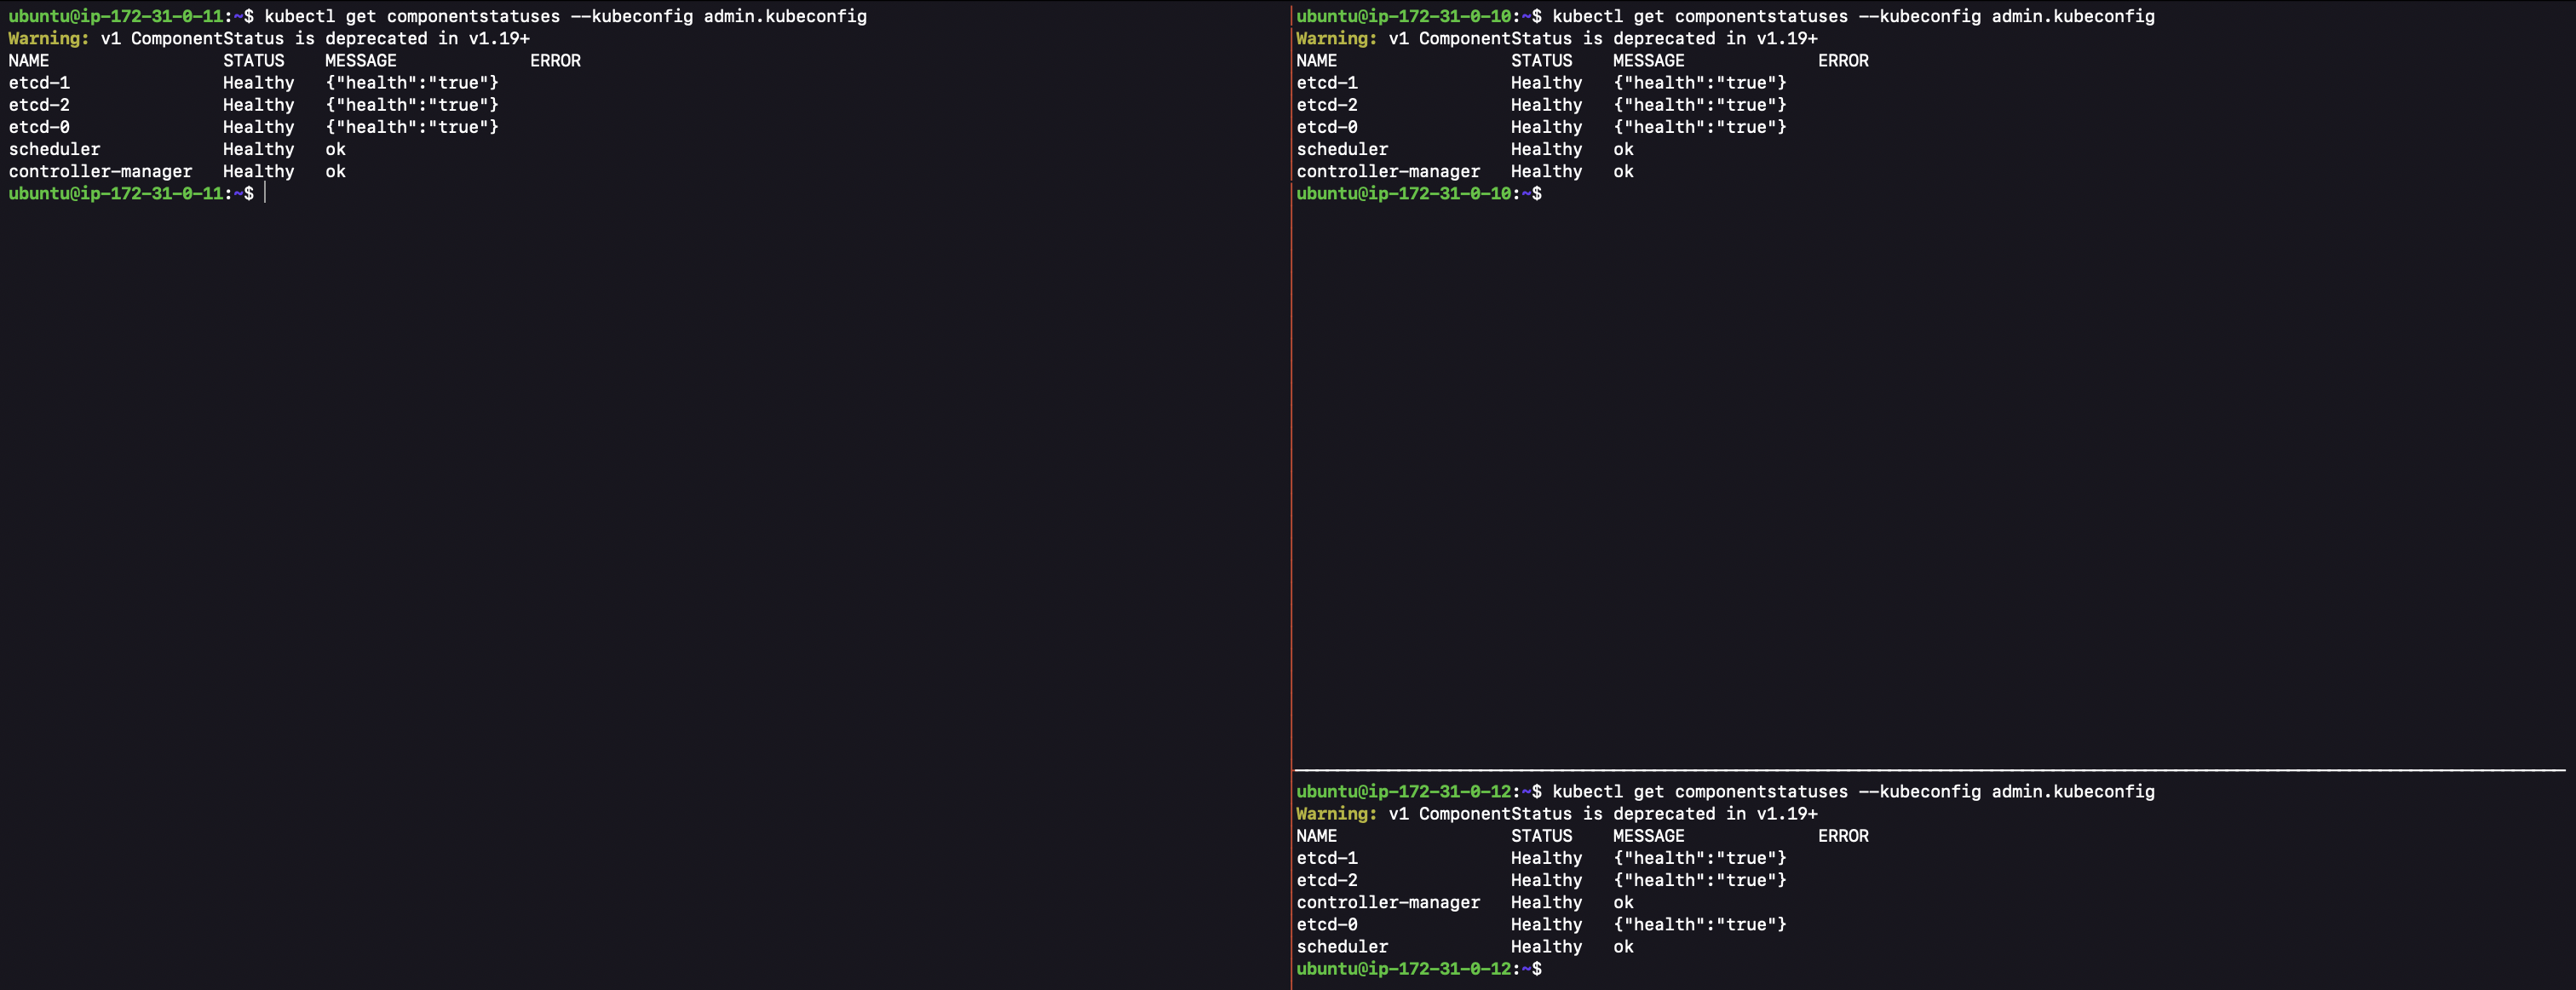 ubuntu@ip-172-31-0-11:~$ kubectl get componentstatuses --kubeconfig admin.kubeconfig
Warning: v1 ComponentStatus is deprecated in v1.19+
NAME                 STATUS    MESSAGE             ERROR
etcd-1               Healthy   {"health":"true"}
etcd-2               Healthy   {"health":"true"}
etcd-0               Healthy   {"health":"true"}
scheduler            Healthy   ok
controller-manager   Healthy   ok
ubuntu@ip-172-31-0-11:~$
ubuntu@ip-172-31-0-10:~$ kubectl get componentstatuses --kubeconfig admin.kubeconfig
Warning: v1 ComponentStatus is deprecated in v1.19+
NAME                 STATUS    MESSAGE             ERROR
etcd-1               Healthy   {"health":"true"}
etcd-2               Healthy   {"health":"true"}
etcd-0               Healthy   {"health":"true"}
scheduler            Healthy   ok
controller-manager   Healthy   ok
ubuntu@ip-172-31-0-10:~$
ubuntu@ip-172-31-0-12:~$ kubectl get componentstatuses --kubeconfig admin.kubeconfig
Warning: v1 ComponentStatus is deprecated in v1.19+
NAME                 STATUS    MESSAGE             ERROR
etcd-1               Healthy   {"health":"true"}
etcd-2               Healthy   {"health":"true"}
controller-manager   Healthy   ok
etcd-0               Healthy   {"health":"true"}
scheduler            Healthy   ok
ubuntu@ip-172-31-0-12:~$